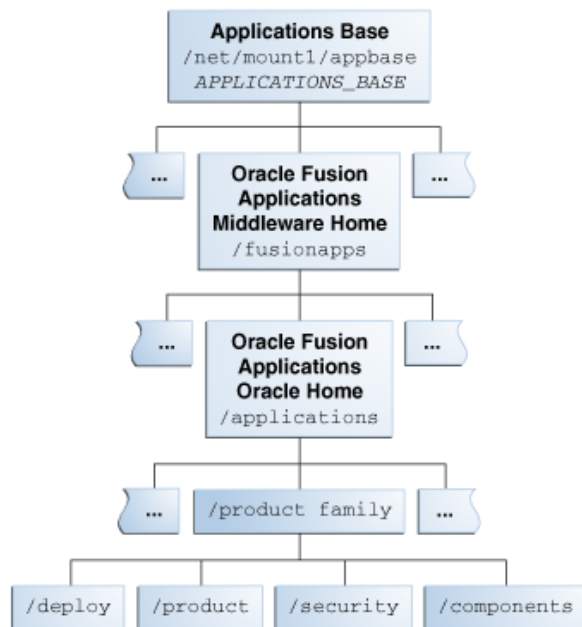 Applications Base
/net/mount1/appbase
APPLICATIONS_BASE
...
Oracle Fusion
Applications
Middleware Home
/fusionapps
...
...
Oracle Fusion
Applications
Oracle Home
/applications
...
...
/product family
...
/deploy
/product
/security
/components